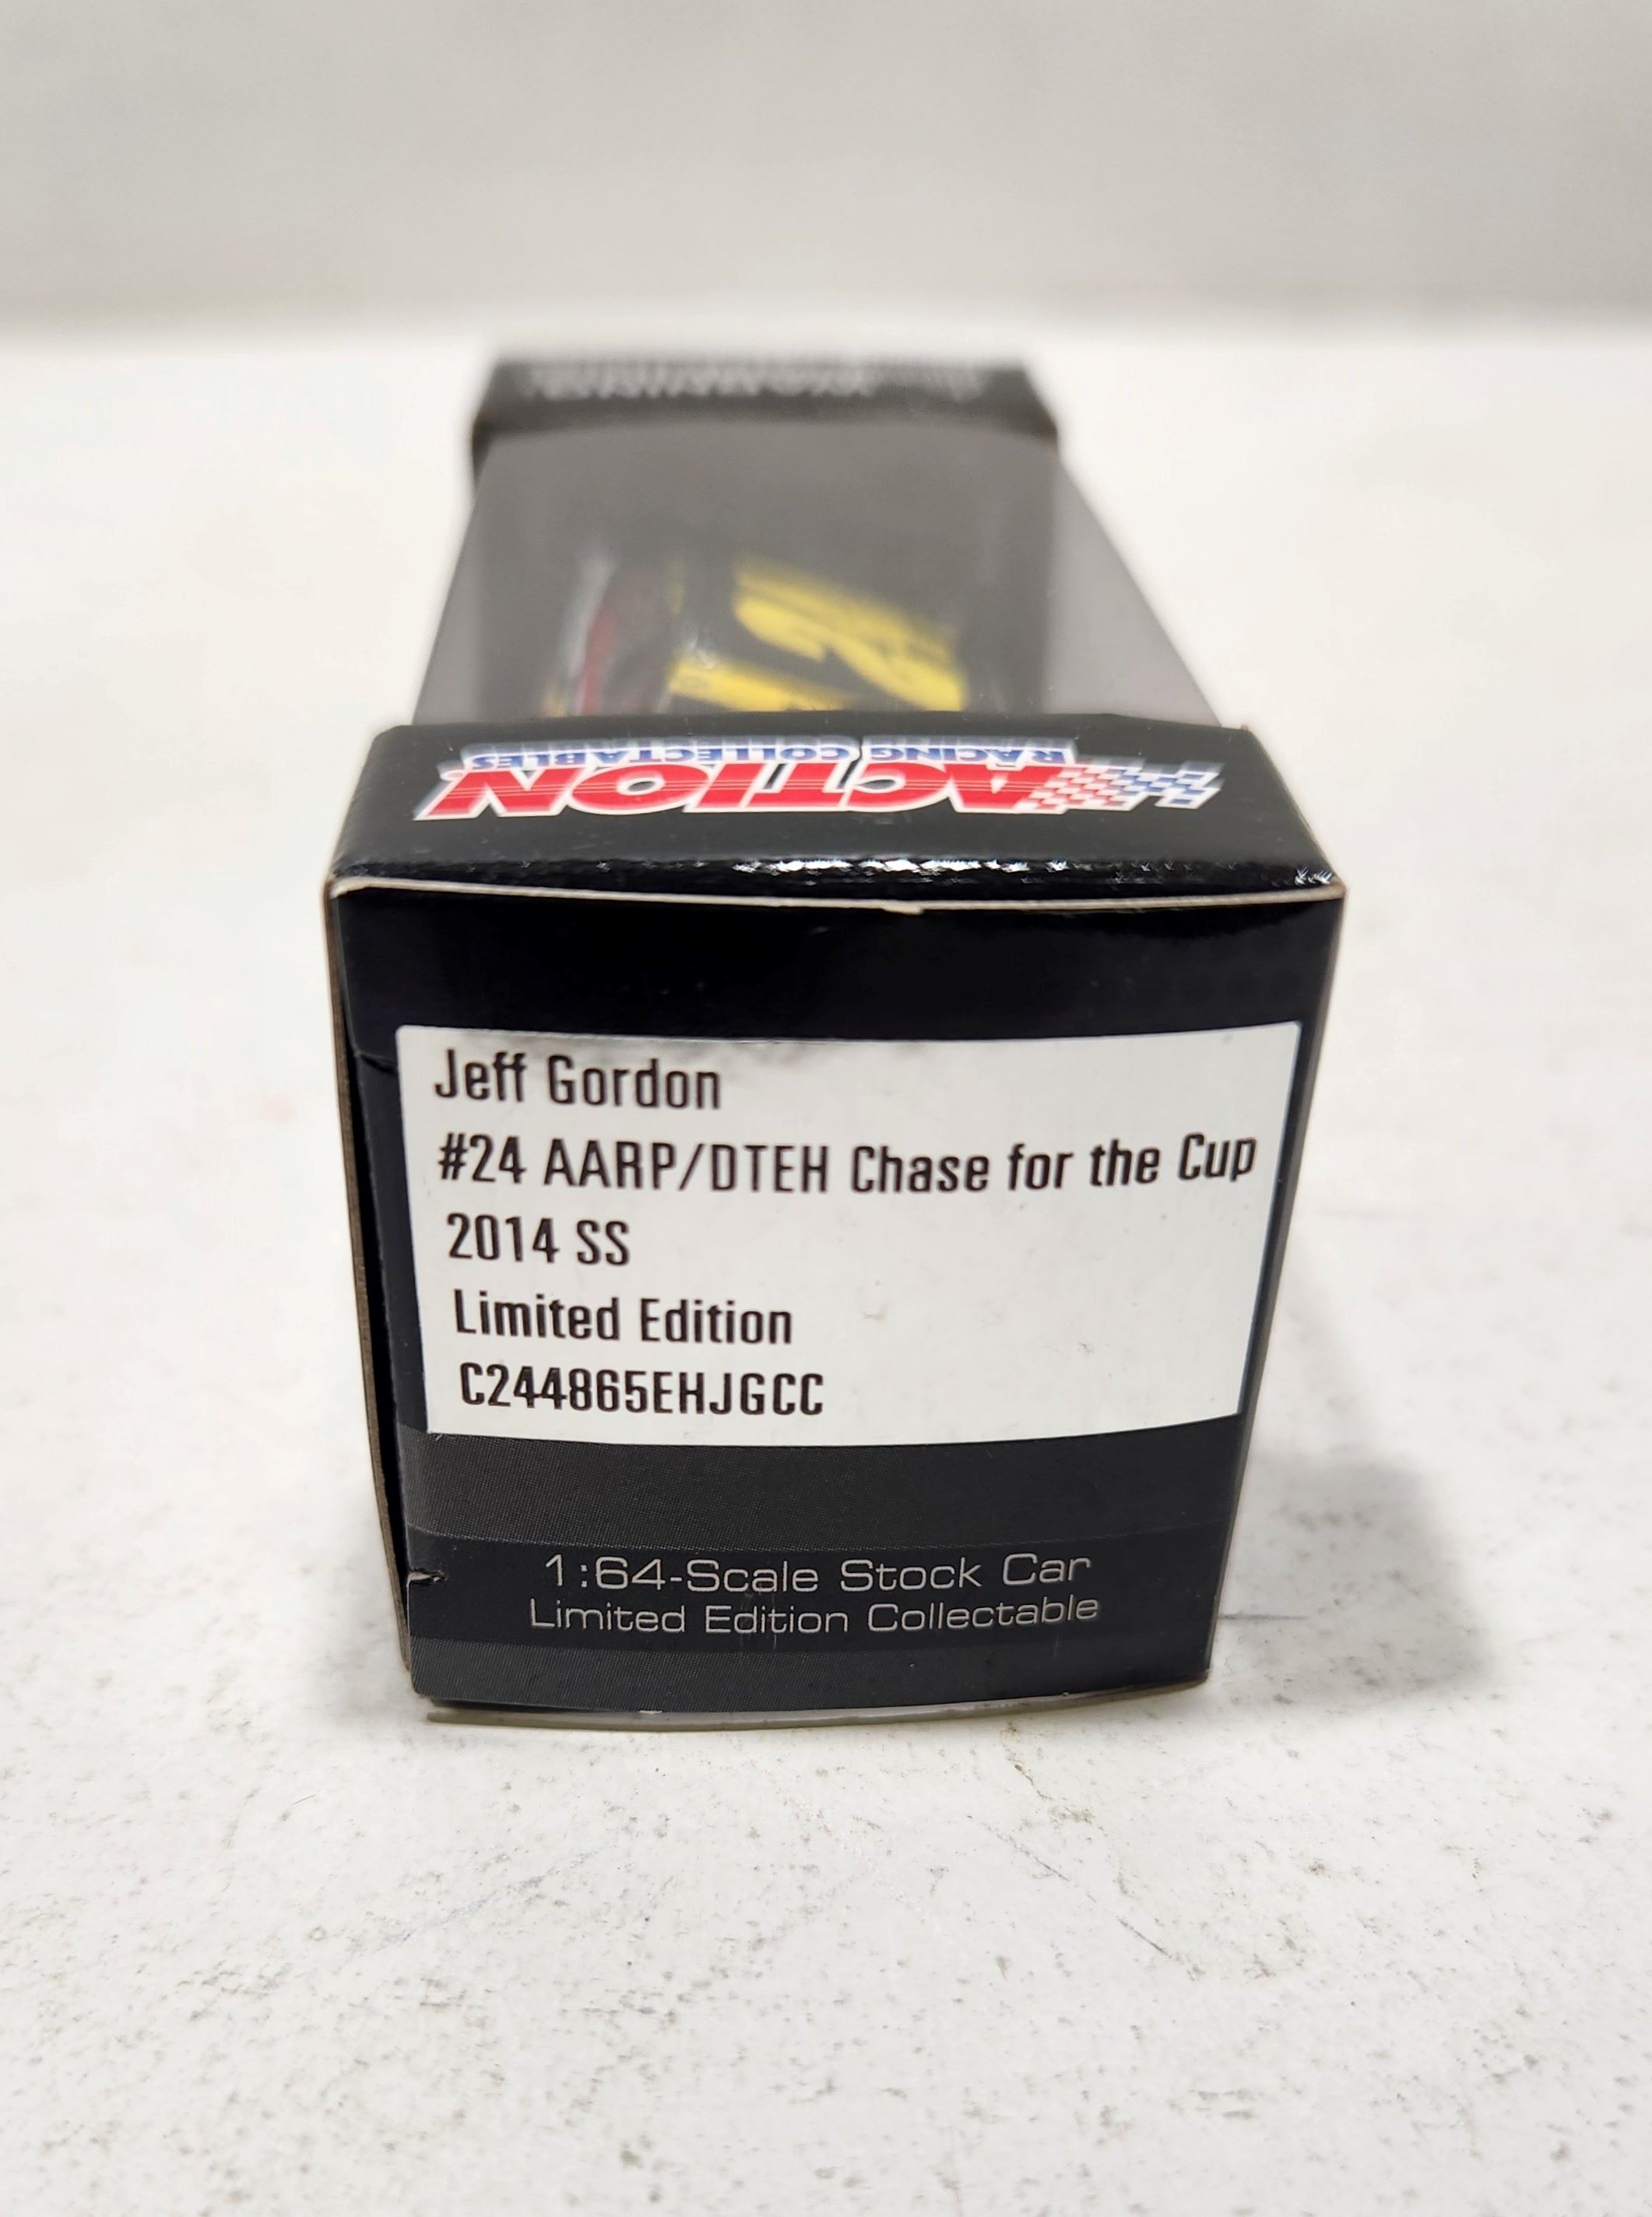 RACING COLLECTABLES
ACTION
Jeff Gordon
#24 AARP/DTEH Chase for the Cup
2014 SS
Limited Edition
C244865EHJGCC
1:64-Scale Stock Car
Limited Edition Collectable